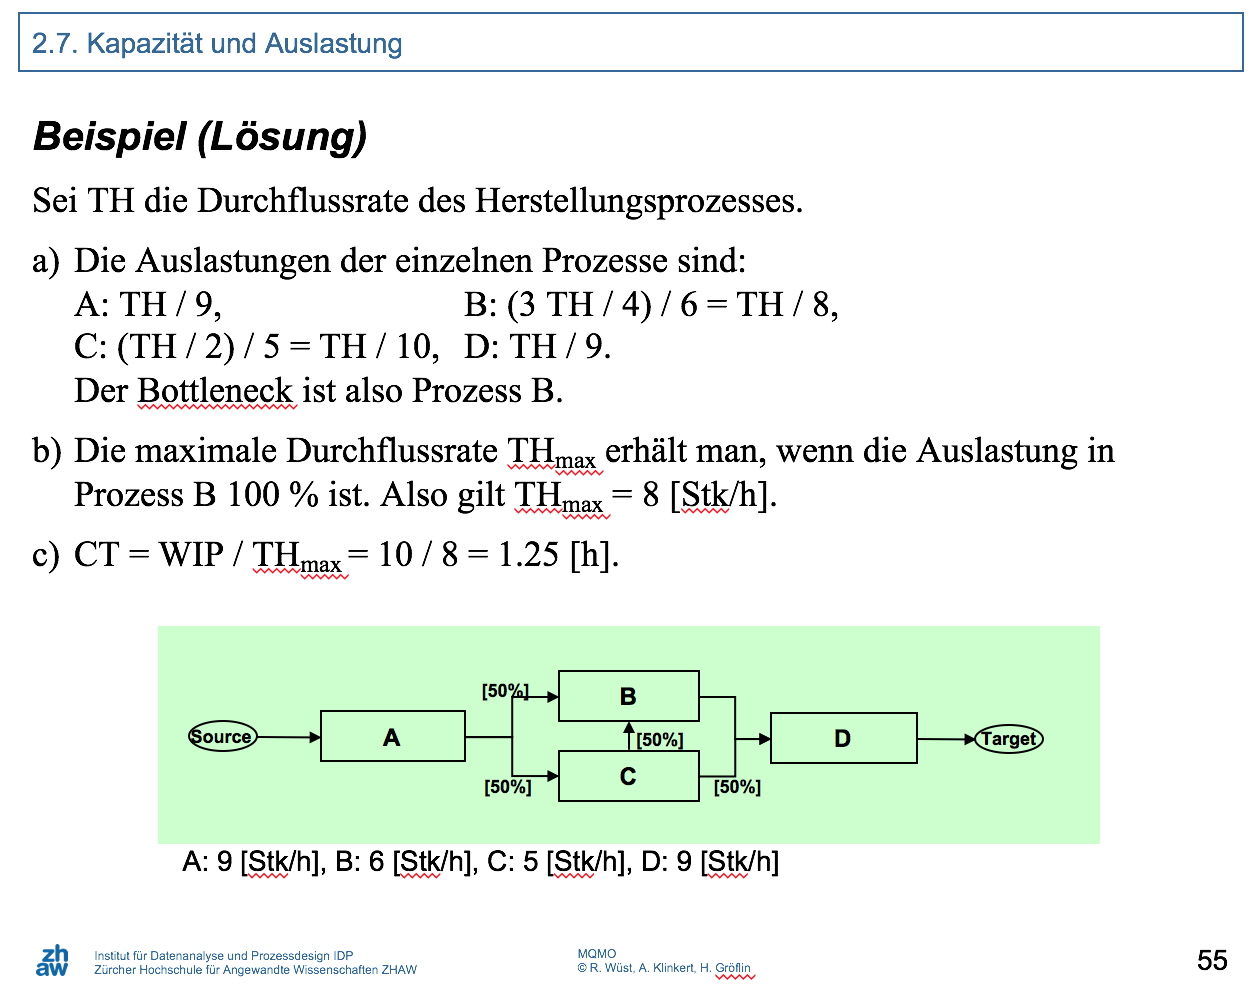 2.7. Kapazität und Auslastung
Beispiel (Lösung)
Sei TH die Durchflussrate des Herstellungsprozesses.
a) Die Auslastungen der einzelnen Prozesse sind:
A: TH / 9, B: (3 TH / 4) / 6 = TH / 8,
C: (TH / 2) / 5 = TH / 10, D: TH / 9.
Der Bottleneck ist also Prozess B.
b) Die maximale Durchflussrate THmax erhält man, wenn die Auslastung in
Prozess B 100 % ist. Also gilt THmax = 8 [Stk/h].
c) CT = WIP / THmax = 10 / 8 = 1.25 [h].
[50%]
B
Source
A
[50%]
D
Target
[50%]
C
[50%]
A: 9 [Stk/h], B: 6 [Stk/h], C: 5 [Stk/h], D: 9 [Stk/h]
zh
aw
Institut für Datenanalyse und Prozessdesign IDP
Zürcher Hochschule für Angewandte Wissenschaften ZHAW
MQMO
© R. Wüst, A. Klinkert, H. Gröflin
55